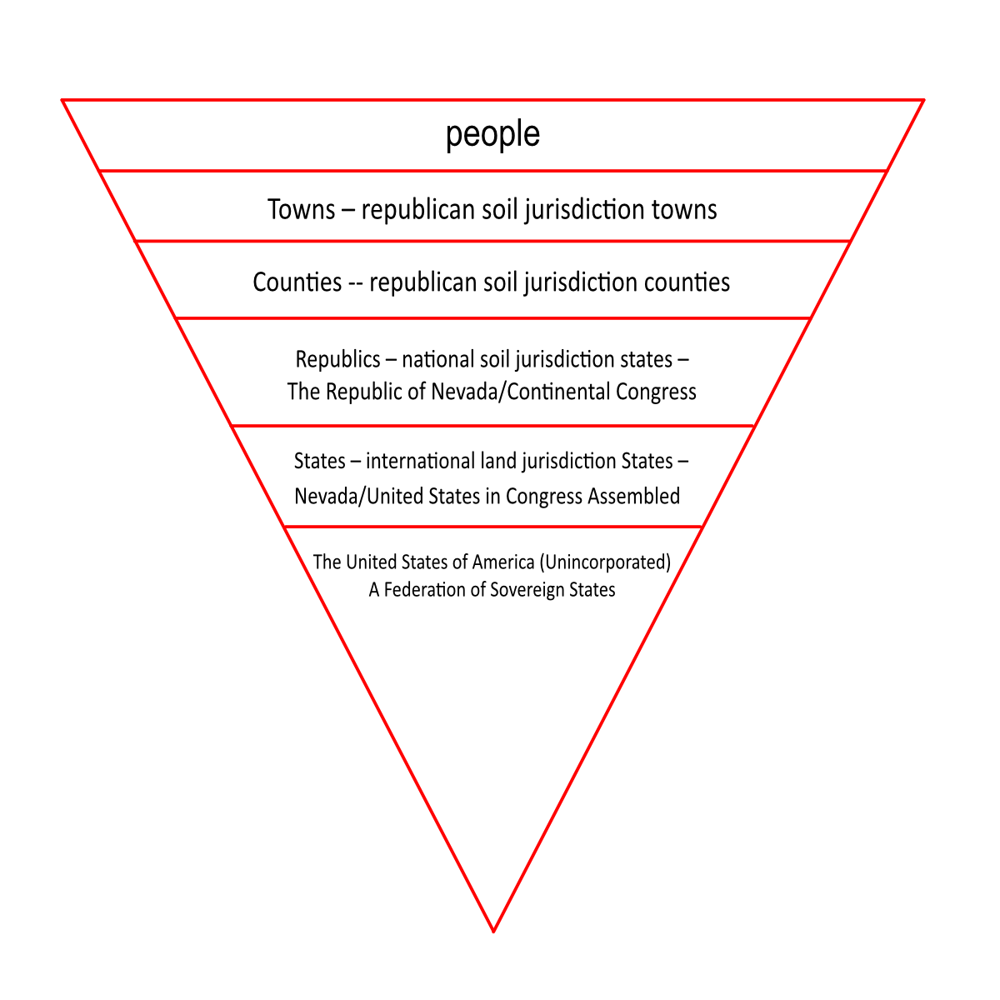 people
Towns – republican soil jurisdiction towns
Counties -- republican soil jurisdiction counties
Republics – national soil jurisdiction states –
The Republic of Nevada/Continental Congress
States – international land jurisdiction States –
Nevada/United States in Congress Assembled
The United States of America (Unincorporated)
A Federation of Sovereign States